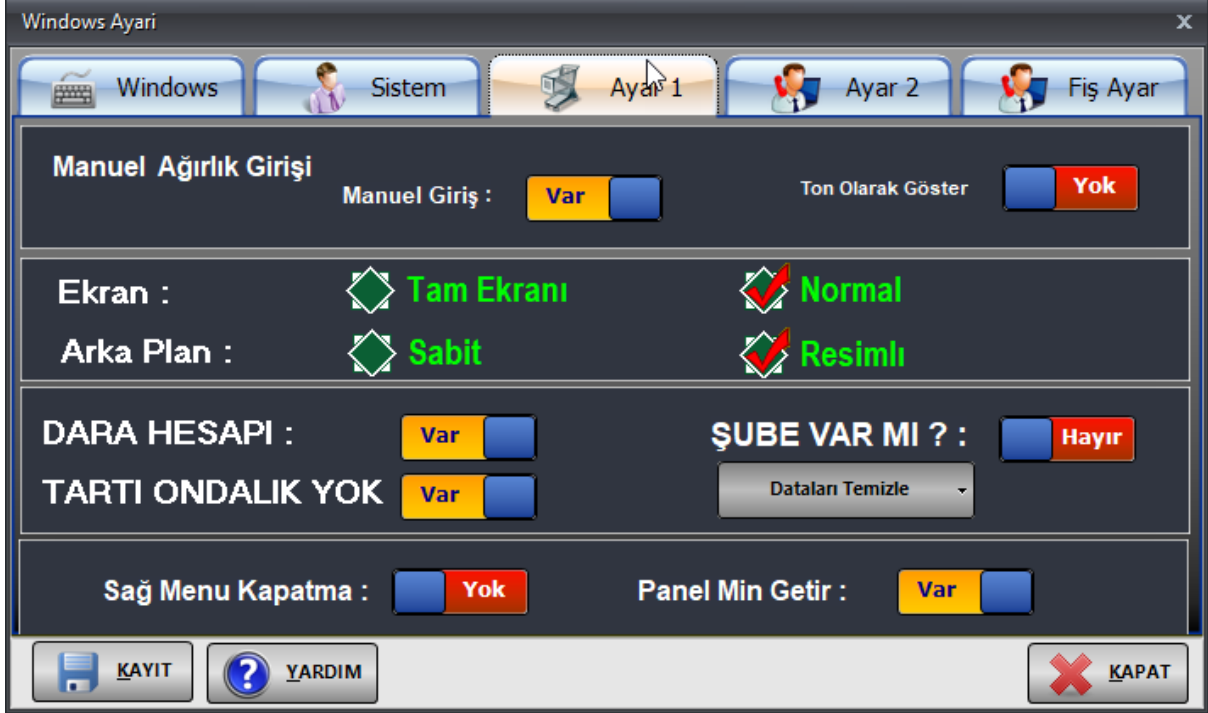 Windows Ayari x
Windows Sistem Ayar 1 Ayar 2 Fiş Ayar
Manuel Ağırlık Girişi
Manuel Giriş : Var Ton Olarak Göster Yok
Ekran : Tam Ekranı Normal
Arka Plan : Sabit Resimlı
DARA HESAPI : Var ŞUBE VAR MI ? : Hayır
TARTI ONDALIK YOK Var Dataları Temizle
Sağ Menu Kapatma : Yok Panel Min Getir : Var
KAYIT YARDIM KAPAT